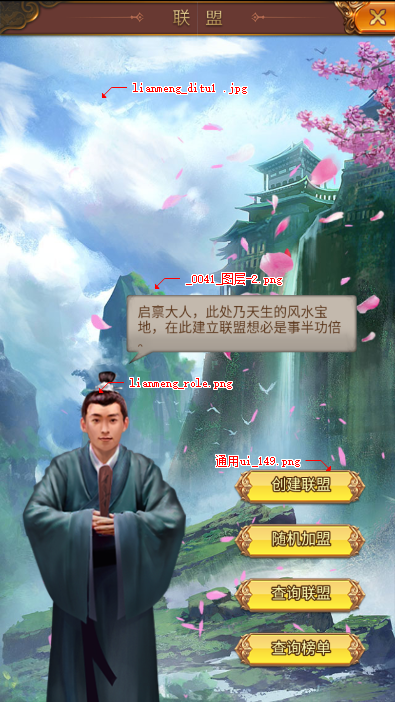 联盟
lianmeng_ditu1 .jpg
_0041_图层-2.png
启禀大人，此处乃天生的风水宝
地，在此建立联盟想必是事半功倍
。
lianmeng_role.png
通用ui_149.png
创建联盟
随机加盟
查询联盟
查询榜单